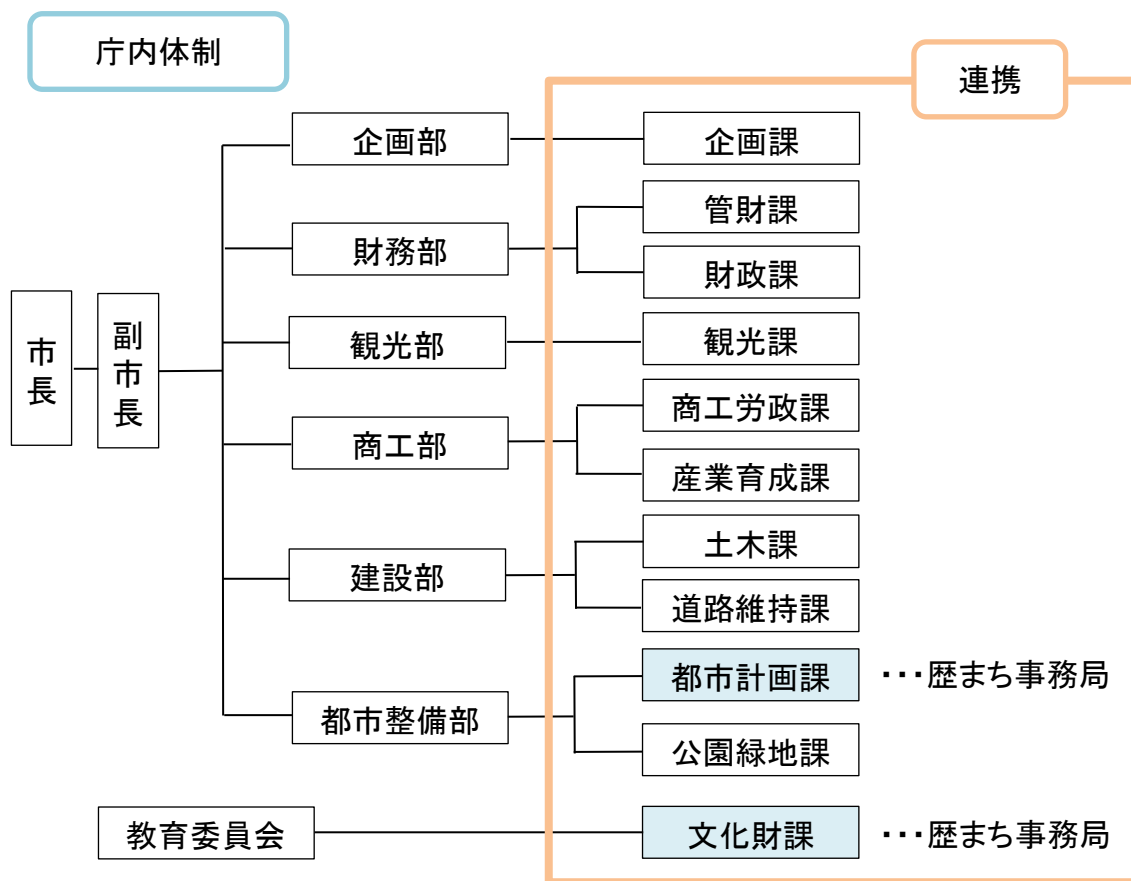 庁内体制
連携
市長
副市長
企画部
企画課
財務部
管財課
財政課
観光部
観光課
商工部
商工労政課
産業育成課
建設部
土木課
道路維持課
都市整備部
都市計画課
・・・歴まち事務局
公園緑地課
教育委員会
文化財課
・・・歴まち事務局